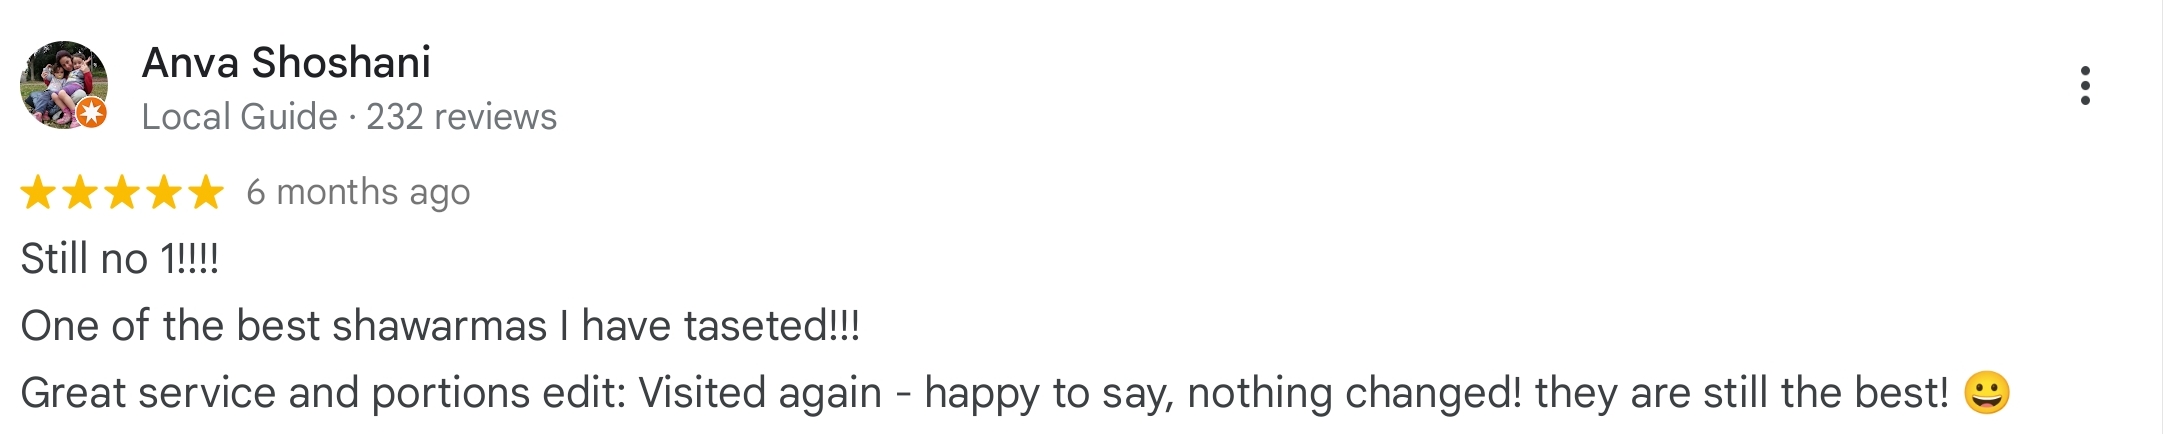 Anva Shoshani
Local Guide · 232 reviews
6 months ago
Still no 1!!!!
One of the best shawarmas I have taseted!!!
Great service and portions edit: Visited again - happy to say, nothing changed! they are still the best! 😀